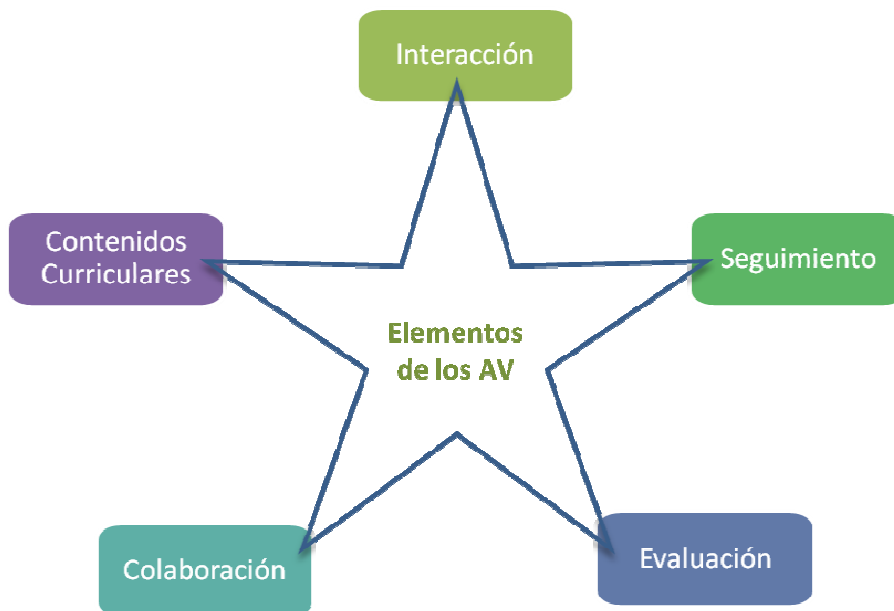 Interacción
Contenidos
Curriculares
Seguimiento
Elementos
de los AV
Colaboración
Evaluación